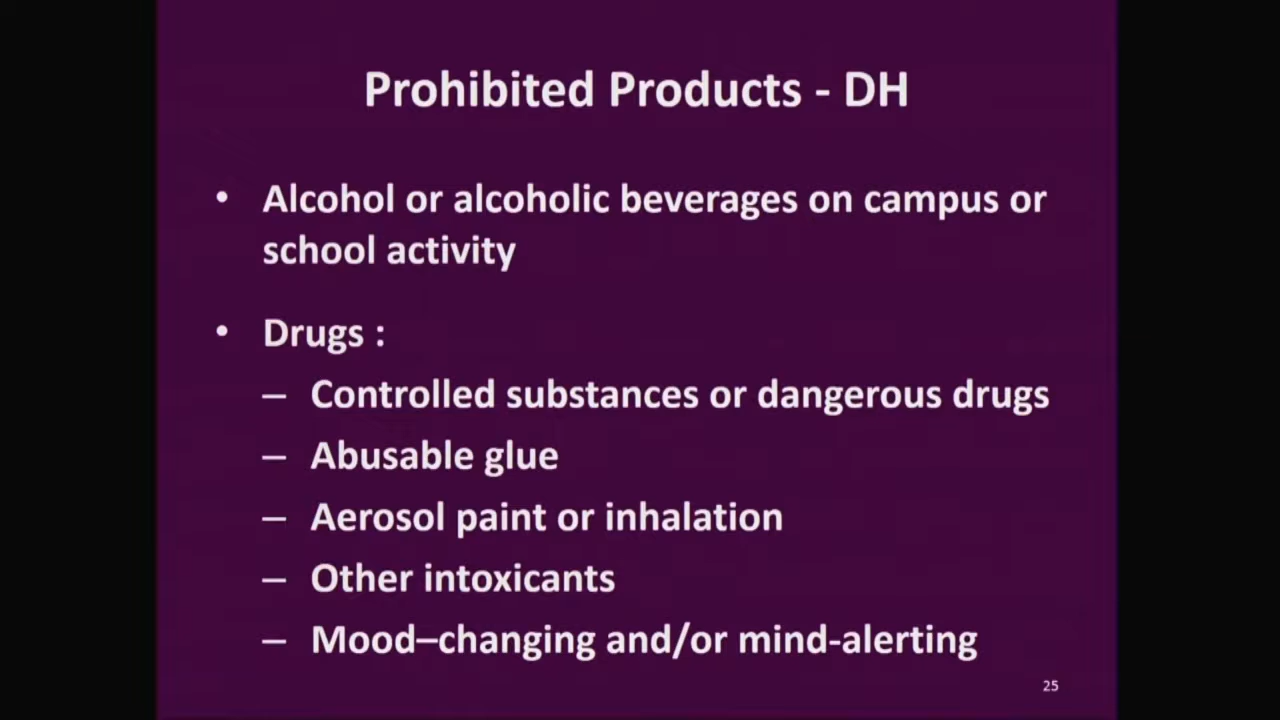 Prohibited Products - DH
• Alcohol or alcoholic beverages on campus or
school activity
• Drugs :
– Controlled substances or dangerous drugs
– Abusable glue
– Aerosol paint or inhalation
– Other intoxicants
– Mood–changing and/or mind-alerting
25